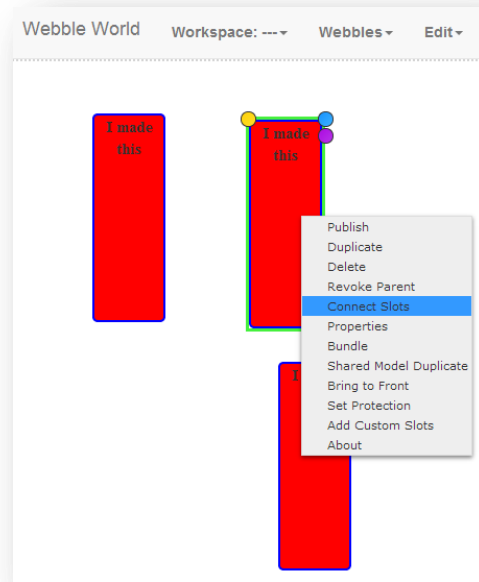 Webble World
Workspace: ---
Webbles
Edit
I made
this
I made
this
Publish
Duplicate
Delete
Revoke Parent
Connect Slots
Properties
Bundle
Shared Model Duplicate
Bring to Front
Set Protection
Add Custom Slots
About
I